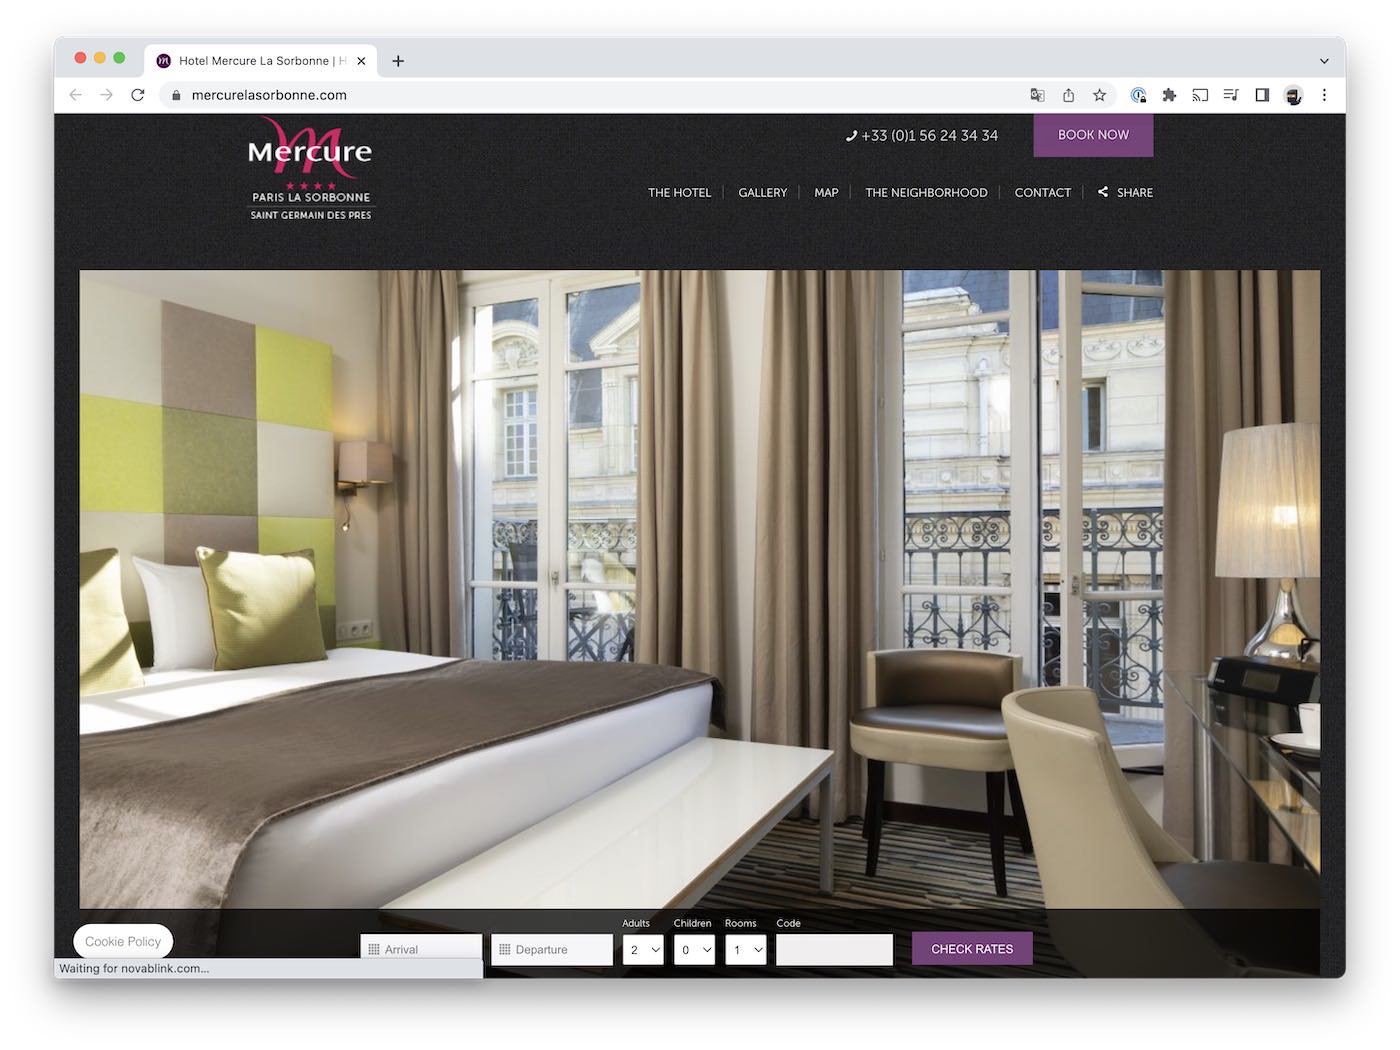 Hotel Mercure La Sorbonne | H
mercurelasorbonne.com
Mercure
PARIS LA SORBONNE
SAINT GERMAIN DES PRES
+33 (0)1 56 24 34 34
BOOK NOW
THE HOTEL GALLERY MAP THE NEIGHBORHOOD CONTACT SHARE
Adults Children Rooms Code
Cookie Policy
Arrival Departure 2 0 1 CHECK RATES
Waiting for novablink.com...